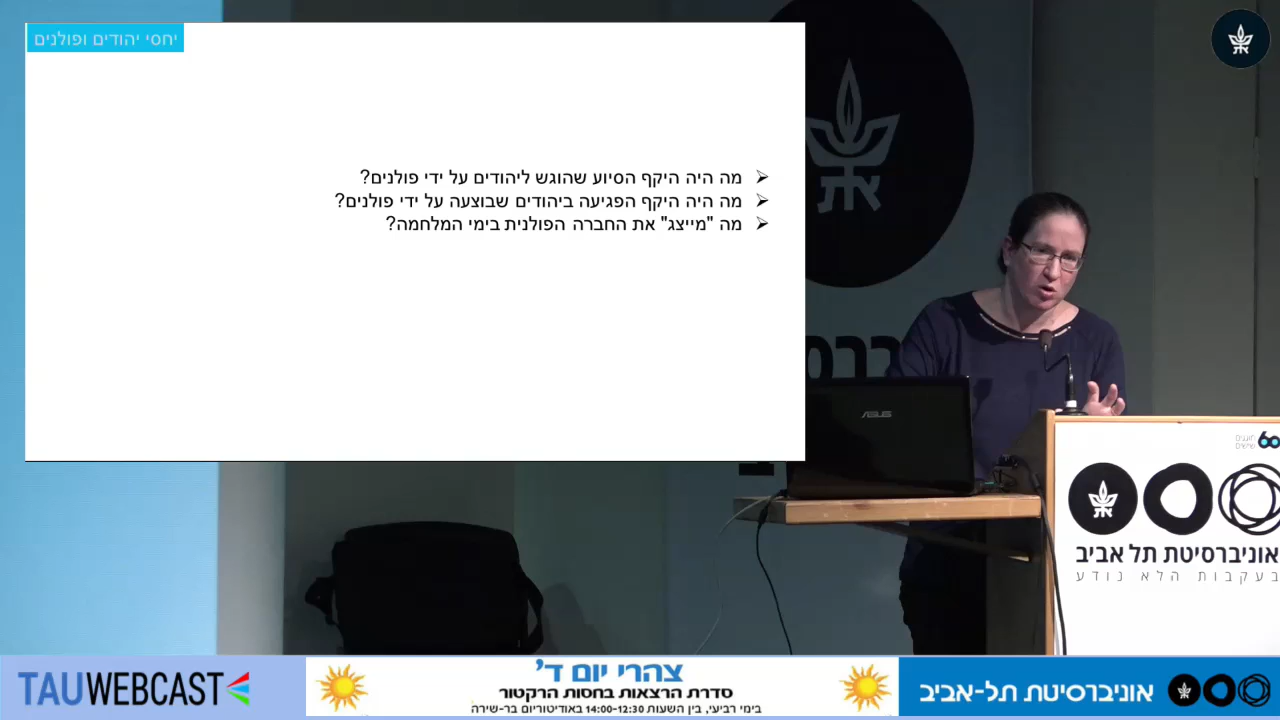 יחסי יהודים ופולנים
מה היה היקף הסיוע שהוגש ליהודים על ידי פולנים?
מה היה היקף הפגיעה ביהודים שבוצעה על ידי פולנים?
מה "מייצג" את החברה הפולנית בימי המלחמה?
ASUS
אוניברסיטת תל אביב
בעקבות הלא נודע
TAUWEBCAST
צהרי יום ד'
סדרת הרצאות בחסות הרקטור
בימי רביעי, בין השעות 14:00-12:30 באודיטוריום בר-שירה
אוניברסיטת תל-אביב